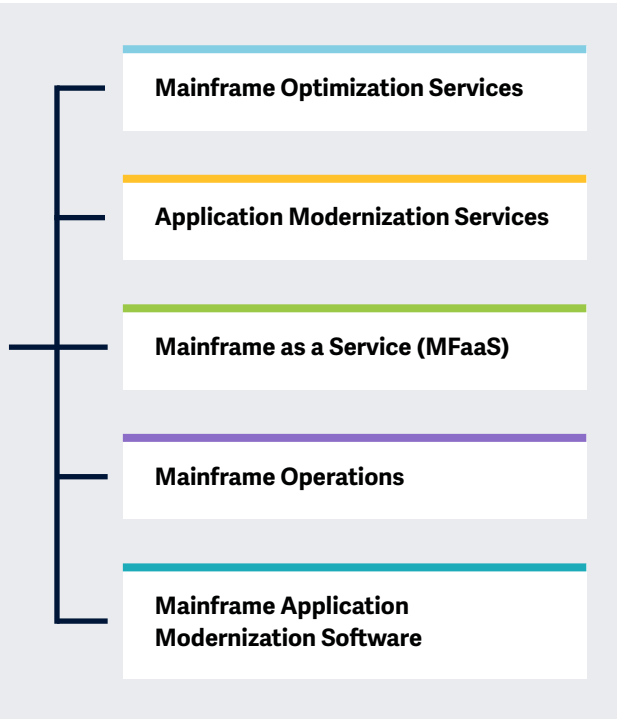 Mainframe Optimization Services
Application Modernization Services
Mainframe as a Service (MFaaS)
Mainframe Operations
Mainframe Application
Modernization Software